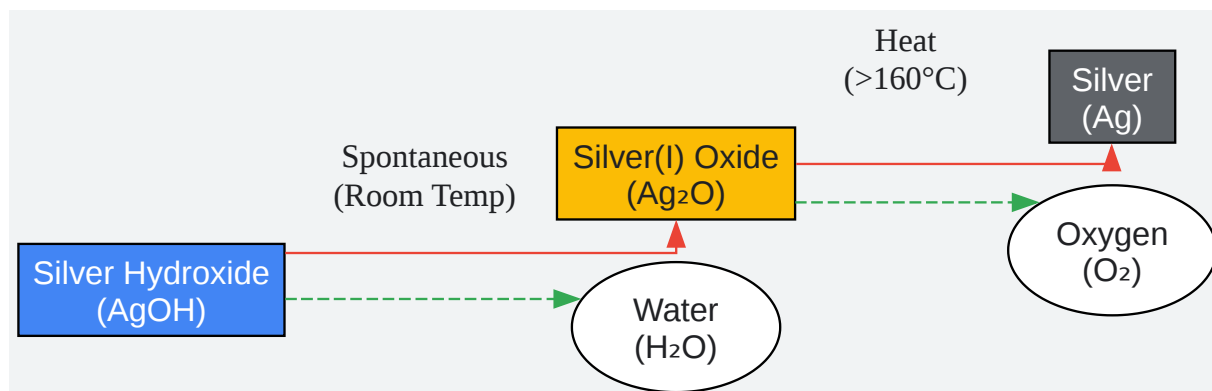 Heat
(>160°C)
Silver
(Ag)
Spontaneous
(Room Temp)
Silver(I) Oxide
(Ag₂O)
Silver Hydroxide
(AgOH)
Water
(H₂O)
Oxygen
(O₂)